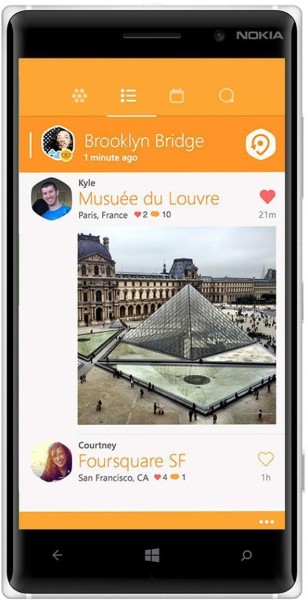 NOKIA
Brooklyn Bridge
1 minute ago
Kyle
Musuée du Louvre
Paris, France 2 10
21m
Courtney
Foursquare SF
San Francisco, CA 4 1
1h